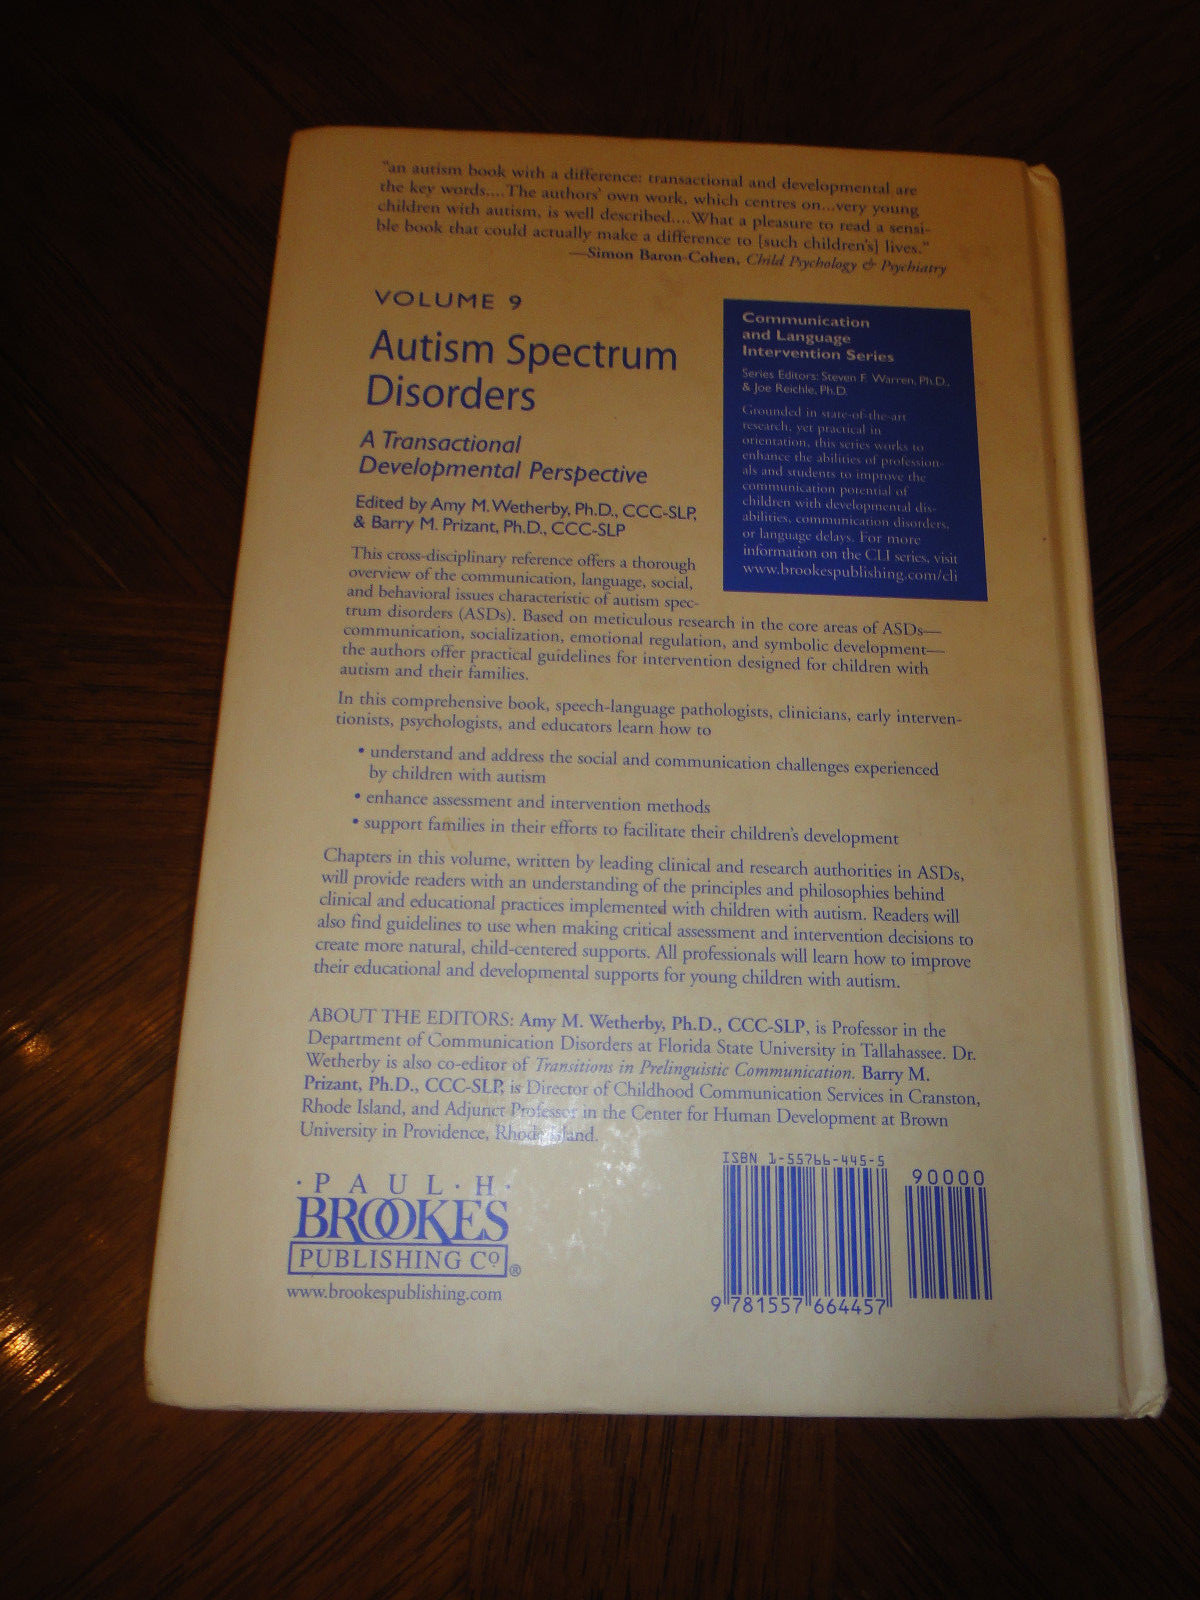 "an autism book with a difference: transactional and developmental are
the key words....The authors' own work, which centres on...very young
children with autism, is well described....What a pleasure to read a sensi-
ble book that could actually make a difference to [such children's] lives."
—Simon Baron-Cohen, Child Psychology & Psychiatry
VOLUME 9
Autism Spectrum
Disorders
A Transactional
Developmental Perspective
Edited by Amy M. Wetherby, Ph.D., CCC-SLP,
& Barry M. Prizant, Ph.D., CCC-SLP
Communication
and Language
Intervention Series
Series Editors: Steven F. Warren, Ph.D.,
& Joe Reichle, Ph.D.
Grounded in state-of-the-art
research, yet practical in
orientation, this series works to
enhance the abilities of profession-
als and students to improve the
communication potential of
children with developmental dis-
abilities, communication disorders,
or language delays. For more
information on the CLI series, visit
www.brookespublishing.com/cli
This cross-disciplinary reference offers a thorough
overview of the communication, language, social,
and behavioral issues characteristic of autism spec-
trum disorders (ASDs). Based on meticulous research in the core areas of ASDs—
communication, socialization, emotional regulation, and symbolic development—
the authors offer practical guidelines for intervention designed for children with
autism and their families.
In this comprehensive book, speech-language pathologists, clinicians, early interven-
tionists, psychologists, and educators learn how to
• understand and address the social and communication challenges experienced
by children with autism
• enhance assessment and intervention methods
• support families in their efforts to facilitate their children's development
Chapters in this volume, written by leading clinical and research authorities in ASDs,
will provide readers with an understanding of the principles and philosophies behind
clinical and educational practices implemented with children with autism. Readers will
also find guidelines to use when making critical assessment and intervention decisions to
create more natural, child-centered supports. All professionals will learn how to improve
their educational and developmental supports for young children with autism.
ABOUT THE EDITORS: Amy M. Wetherby, Ph.D., CCC-SLP, is Professor in the
Department of Communication Disorders at Florida State University in Tallahassee. Dr.
Wetherby is also co-editor of Transitions in Prelinguistic Communication. Barry M.
Prizant, Ph.D., CCC-SLP, is Director of Childhood Communication Services in Cranston,
Rhode Island, and Adjunct Professor in the Center for Human Development at Brown
University in Providence, Rhode Island.
·PAUL·H·
BROOKES
PUBLISHING CO®
www.brookespublishing.com
ISBN 1-55766-445-5
90000
9 781557 664457